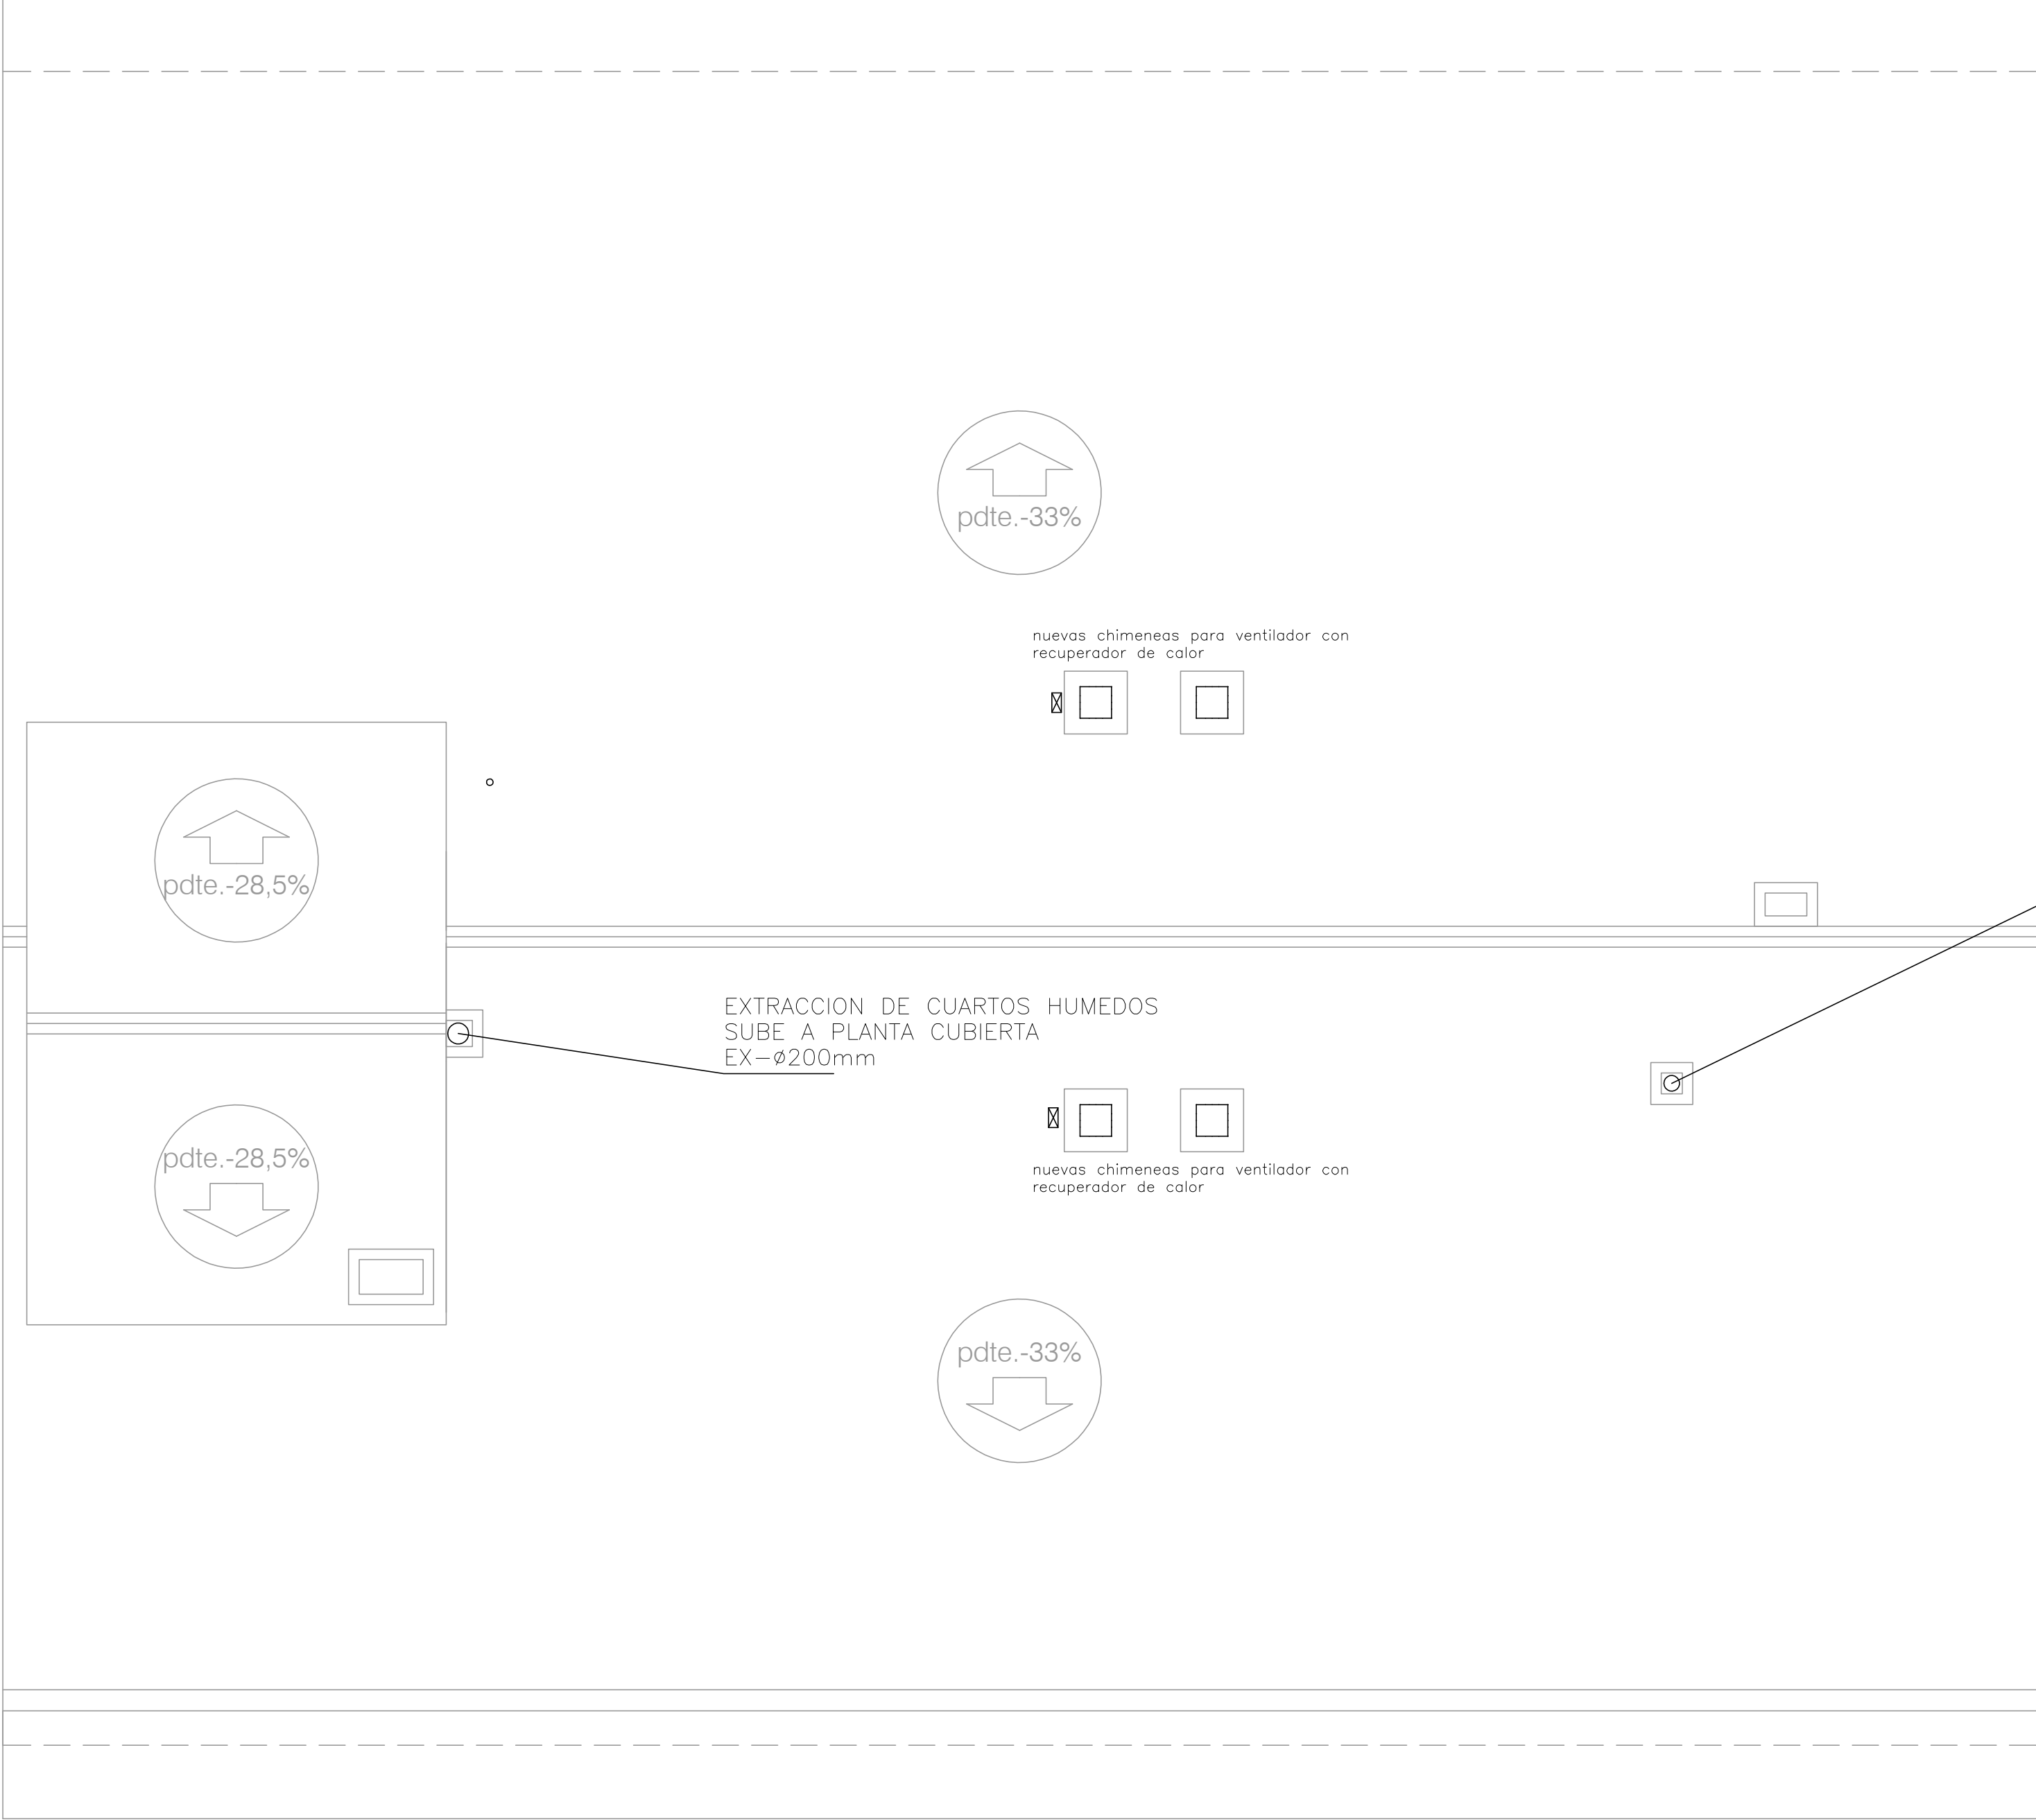 pdte.-33%
nuevas chimeneas para ventilador con
recuperador de calor
pdte.-28,5%
EXTRACCION DE CUARTOS HUMEDOS
SUBE A PLANTA CUBIERTA
EX-ø200mm
pdte.-28,5%
nuevas chimeneas para ventilador con
recuperador de calor
pdte.-33%